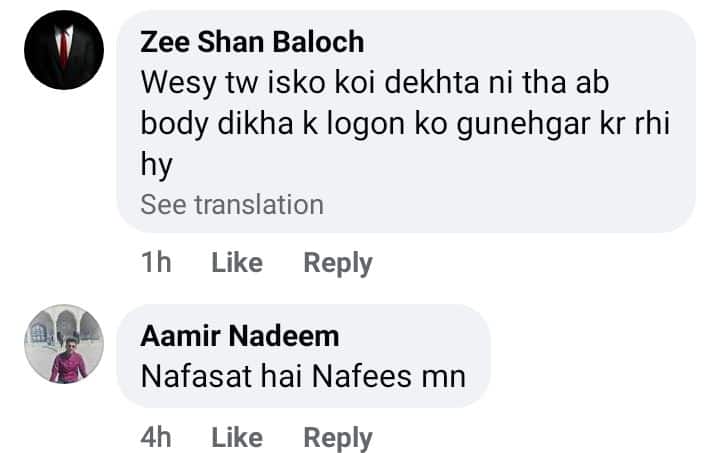 Zee Shan Baloch
Wesy tw isko koi dekhta ni tha ab
body dikha k logon ko gunehgar kr rhi
hy
See translation
1h Like Reply
Aamir Nadeem
Nafasat hai Nafees mn
4h Like Reply